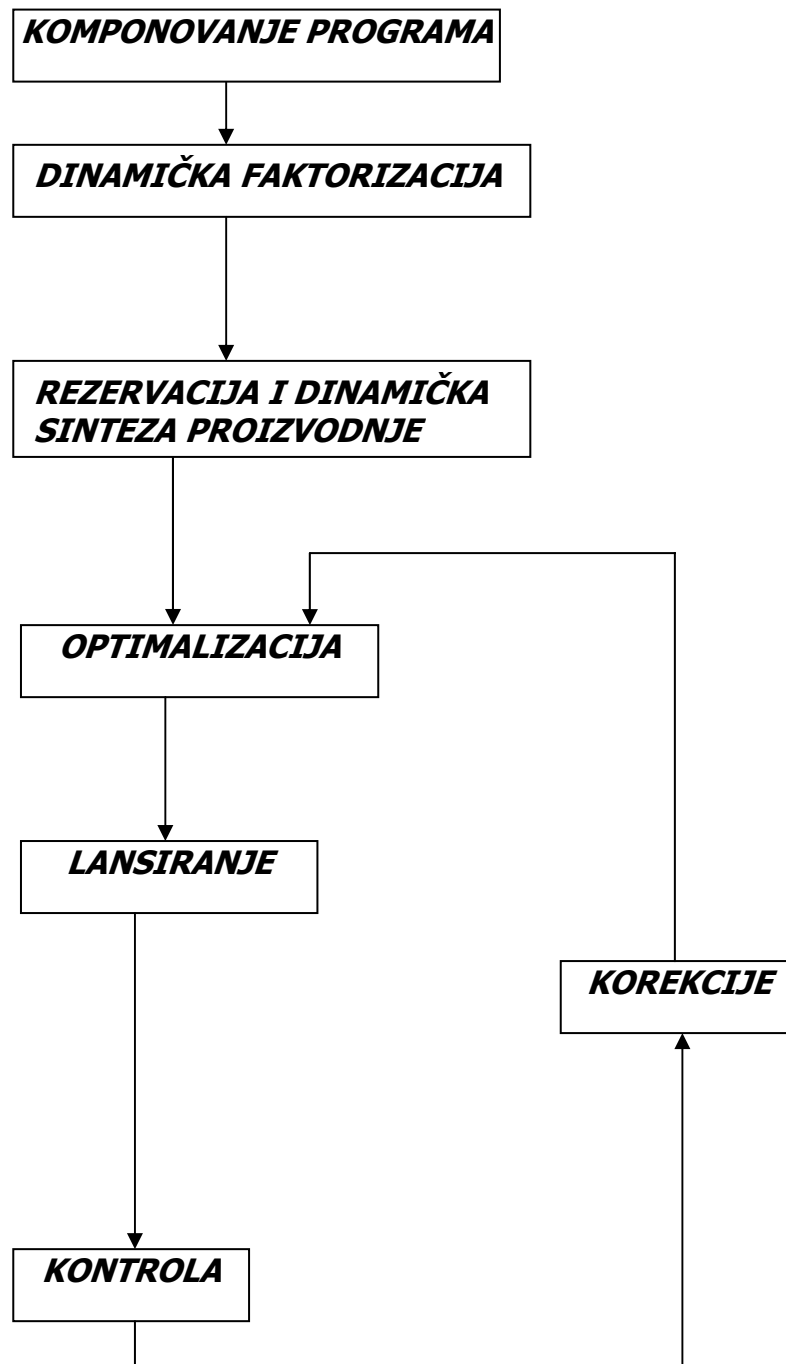 KOMPONOVANJE PROGRAMA
DINAMIČKA FAKTORIZACIJA
REZERVACIJA I DINAMIČKA
SINTEZA PROIZVODNJE
OPTIMALIZACIJA
LANSIRANJE
KOREKCIJE
KONTROLA